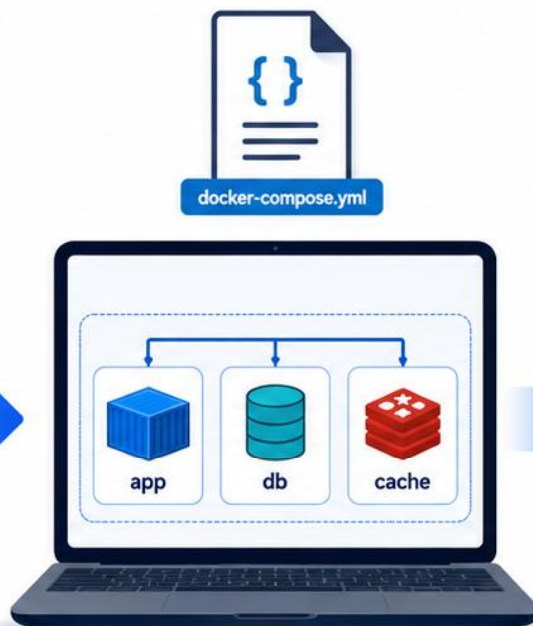 { }
docker-compose.yml
app
db
cache